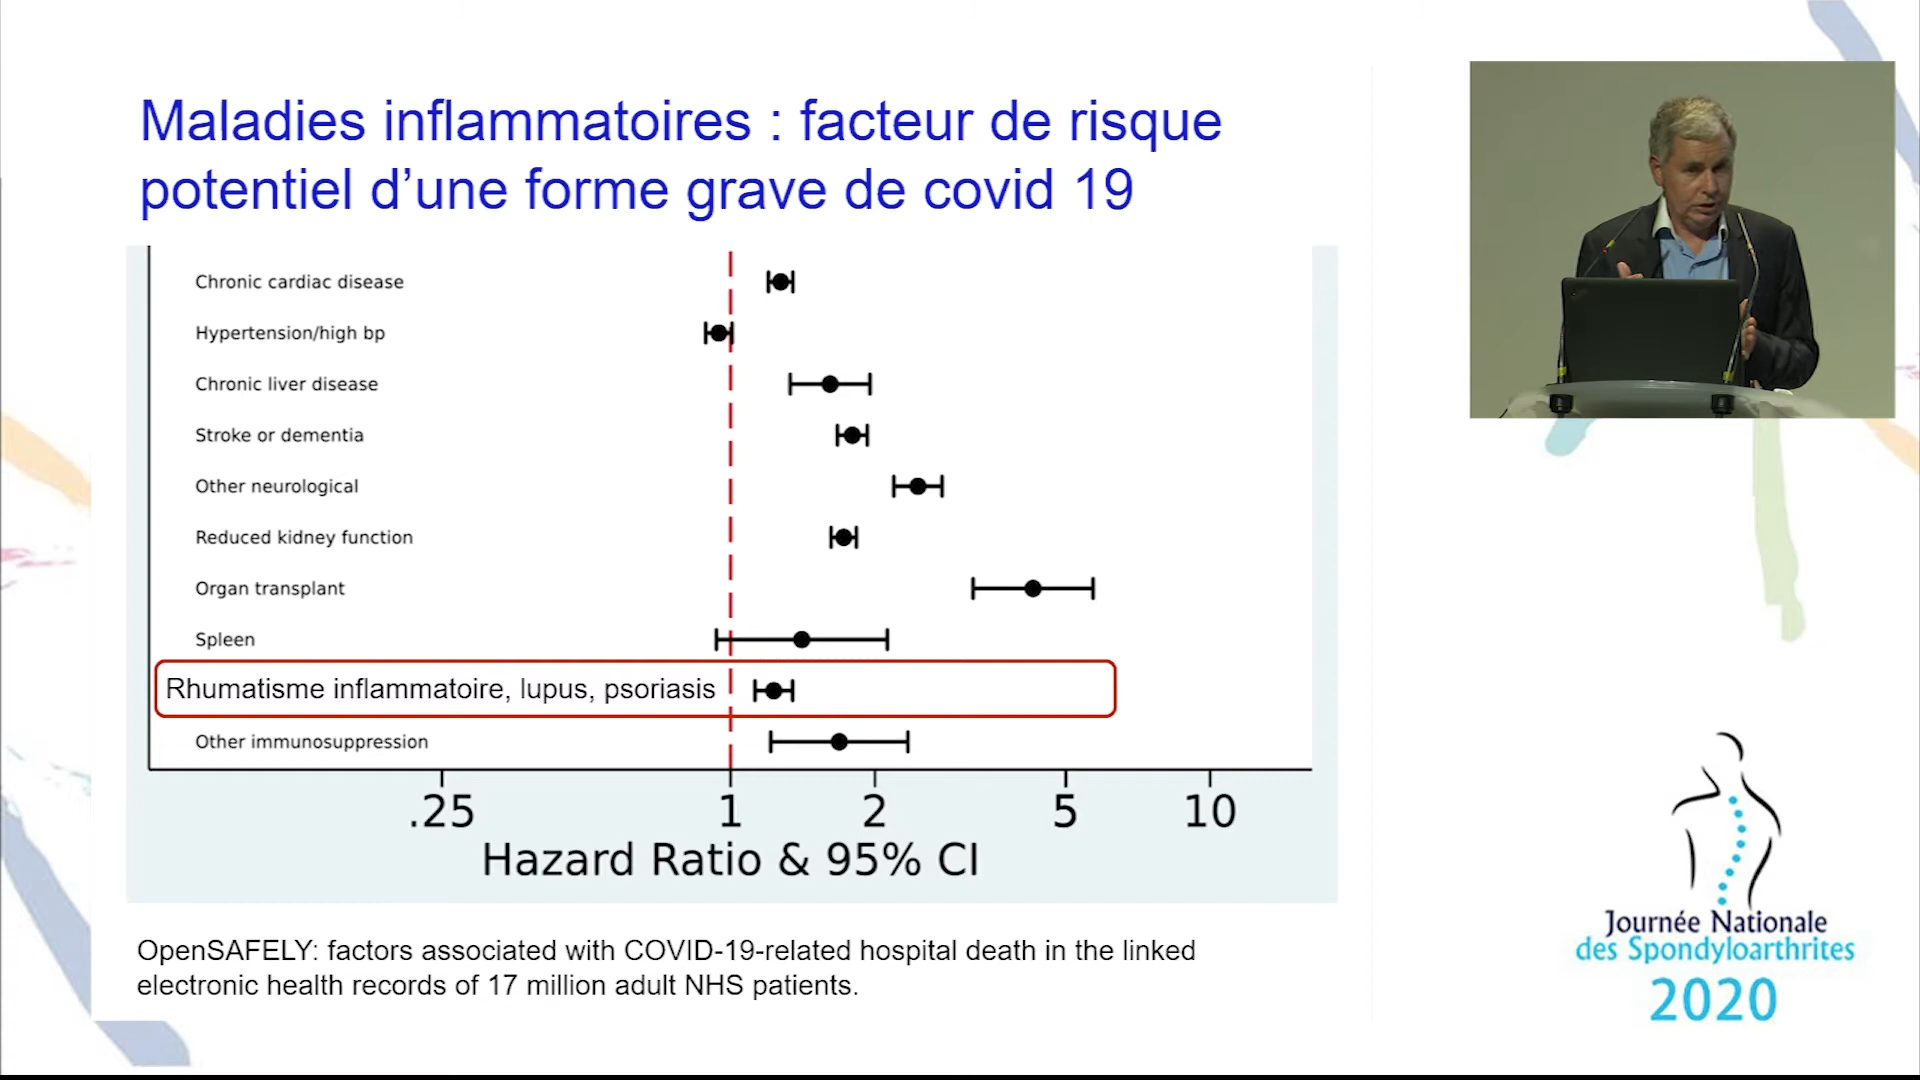 Maladies inflammatoires : facteur de risque
potentiel d’une forme grave de covid 19
Chronic cardiac disease
Hypertension/high bp
Chronic liver disease
Stroke or dementia
Other neurological
Reduced kidney function
Organ transplant
Spleen
Rhumatisme inflammatoire, lupus, psoriasis
Other immunosuppression
.25 1 2 5 10
Hazard Ratio & 95% CI
OpenSAFELY: factors associated with COVID-19-related hospital death in the linked
electronic health records of 17 million adult NHS patients.
Journée Nationale
des Spondyloarthrites
2020